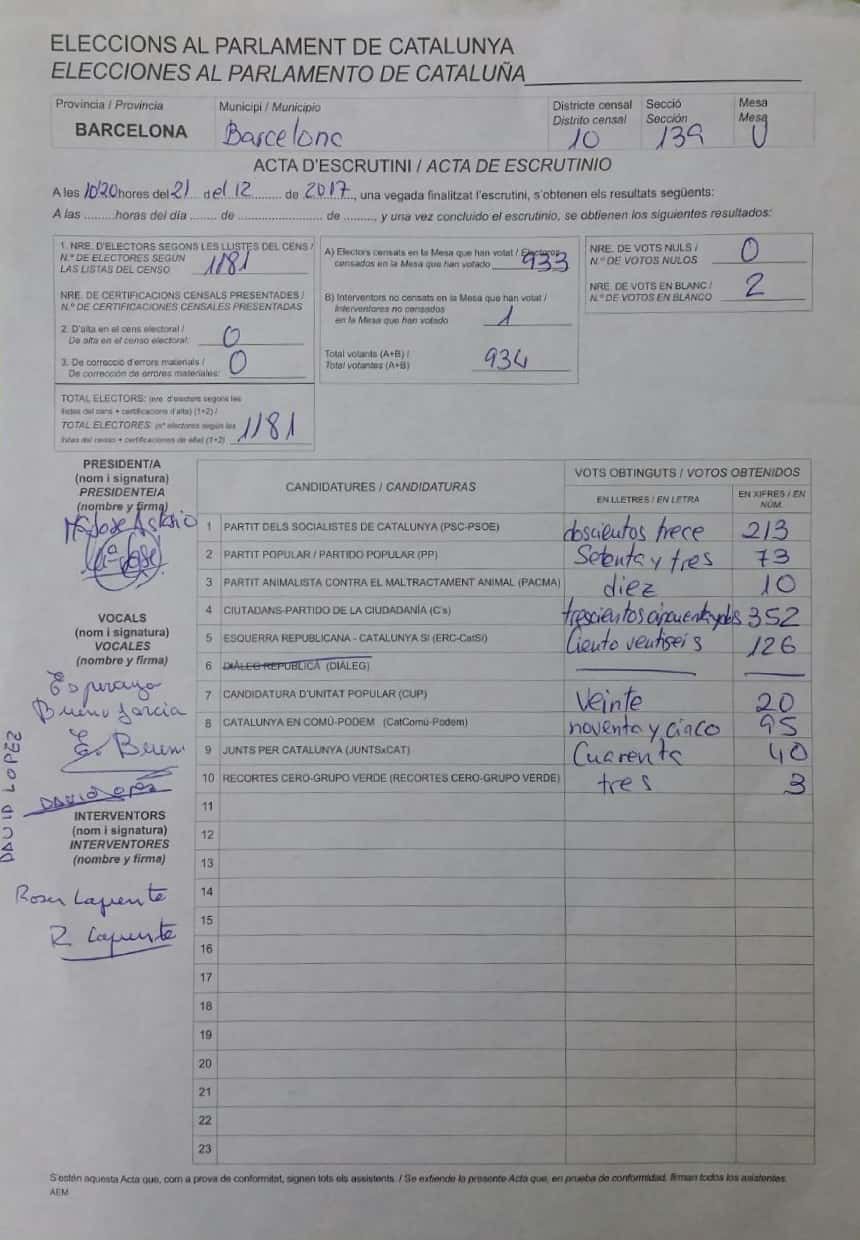 ELECCIONS AL PARLAMENT DE CATALUNYA
ELECCIONES AL PARLAMENTO DE CATALUÑA
Província / Provincia
BARCELONA
Municipi / Municipio
Barcelona
Districte censal
Distrito censal
10
Secció
Sección
139
Mesa
Mesa
U
ACTA D'ESCRUTINI / ACTA DE ESCRUTINIO
A les 10/20 hores del 21 del 12 de 2017, una vegada finalitzat l'escrutini, s'obtenen els resultats següents:
A las .........horas del día ........ de ...................... de ........., y una vez concluido el escrutinio, se obtienen los siguientes resultados:
1. NRE. D'ELECTORS SEGONS LES LLISTES DEL CENS /
N.º DE ELECTORES SEGÚN
LAS LISTAS DEL CENSO 1181
NRE. DE CERTIFICACIONS CENSALS PRESENTADES /
N.º DE CERTIFICACIONES CENSALES PRESENTADAS
2. D'alta en el cens electoral /
De alta en el censo electoral: 0
3. De correcció d'errors materials /
De corrección de errores materiales: 0
TOTAL ELECTORS: (nre. d'electors segons les
llistes del cens + certificacions d'alta) (1+2) /
TOTAL ELECTORES: (nº electores según las
listas del censo + certificaciones de alta) (1+2) 1181
A) Electors censats en la Mesa que han votat / Electores
censados en la Mesa que han votado 933
B) Interventors no censats en la Mesa que han votat /
Interventores no censados
en la Mesa que han votado 1
Total votants (A+B) /
Total votantes (A+B) 934
NRE. DE VOTS NULS /
N.º DE VOTOS NULOS 0
NRE. DE VOTS EN BLANC /
N.º DE VOTOS EN BLANCO 2
PRESIDENT/A
(nom i signatura)
PRESIDENTE/A
(nombre y firma)
Mª Jose
Mª Jose
VOCALS
(nom i signatura)
VOCALES
(nombre y firma)
Esperanza
Bueno Garcia
E. Bueno
DAVID LOPEZ
DAVID LOPEZ
INTERVENTORS
(nom i signatura)
INTERVENTORES
(nombre y firma)
Roser Lapuente
R. Lapuente
CANDIDATURES / CANDIDATURAS
VOTS OBTINGUTS / VOTOS OBTENIDOS
EN LLETRES / EN LETRA
EN XIFRES / EN NÚM.
1 PARTIT DELS SOCIALISTES DE CATALUNYA (PSC-PSOE) doscientos trece 213
2 PARTIT POPULAR / PARTIDO POPULAR (PP) Setenta y tres 73
3 PARTIT ANIMALISTA CONTRA EL MALTRACTAMENT ANIMAL (PACMA) diez 10
4 CIUTADANS-PARTIDO DE LA CIUDADANÍA (C's) trescientos cincuenta y dos 352
5 ESQUERRA REPUBLICANA - CATALUNYA SI (ERC-CatSí) Ciento ventiseis 126
6 DIÀLEG REPÚBLICA (DIÀLEG)
7 CANDIDATURA D'UNITAT POPULAR (CUP) Veinte 20
8 CATALUNYA EN COMÚ-PODEM (CatComú-Podem) noventa y cinco 95
9 JUNTS PER CATALUNYA (JUNTSxCAT) Cuarenta 40
10 RECORTES CERO-GRUPO VERDE (RECORTES CERO-GRUPO VERDE) tres 3
11
12
13
14
15
16
17
18
19
20
21
22
23
S'estén aquesta Acta que, com a prova de conformitat, signen tots els assistents. / Se extiende la presente Acta que, en prueba de conformidad, firman todos los asistentes.
AEM